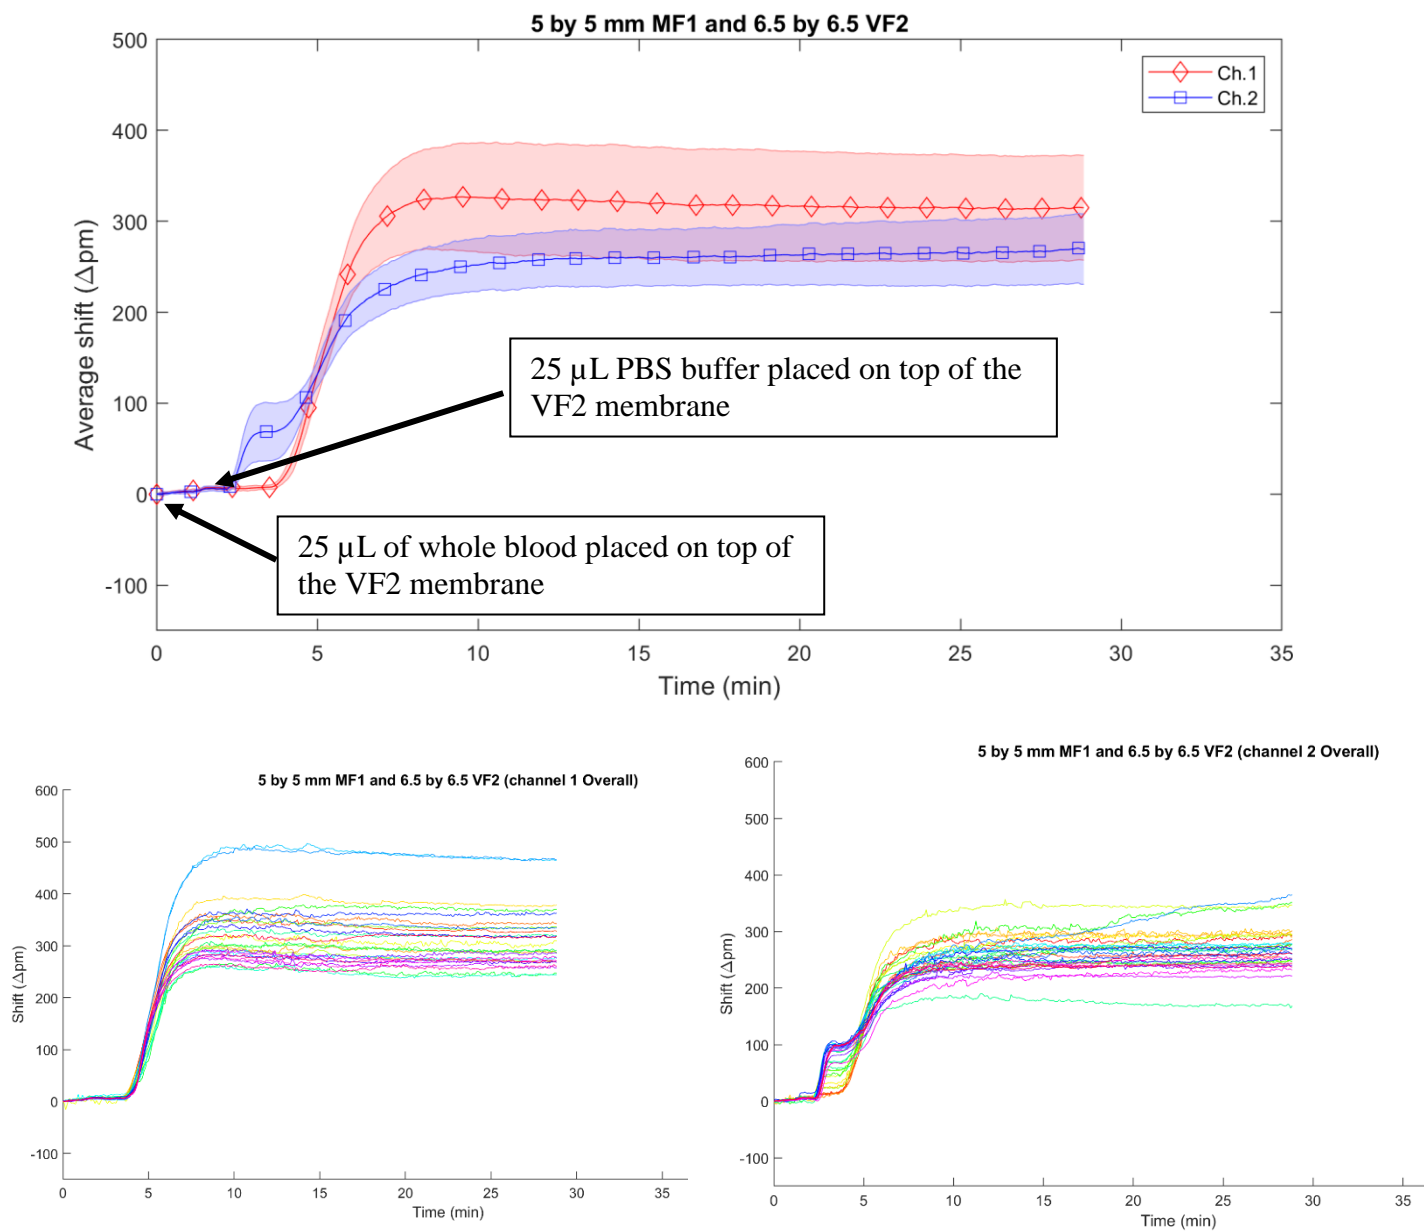 5 by 5 mm MF1 and 6.5 by 6.5 VF2
500
400
300
200
100
0
-100
Average shift (Δpm)
Ch.1
Ch.2
25 µL PBS buffer placed on top of the
VF2 membrane
25 µL of whole blood placed on top of
the VF2 membrane
0 5 10 15 20 25 30 35
Time (min)
5 by 5 mm MF1 and 6.5 by 6.5 VF2 (channel 1 Overall)
600
500
400
300
200
100
0
-100
Shift (Δpm)
0 5 10 15 20 25 30 35
Time (min)
5 by 5 mm MF1 and 6.5 by 6.5 VF2 (channel 2 Overall)
600
500
400
300
200
100
0
-100
Shift (Δpm)
0 5 10 15 20 25 30 35
Time (min)